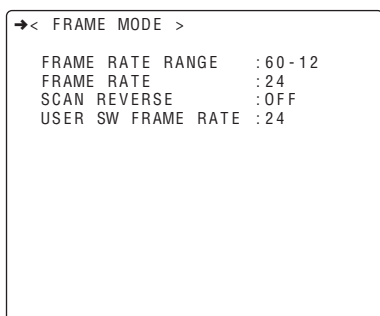 ➔< FRAME MODE >
FRAME RATE RANGE :60-12
FRAME RATE :24
SCAN REVERSE :OFF
USER SW FRAME RATE :24